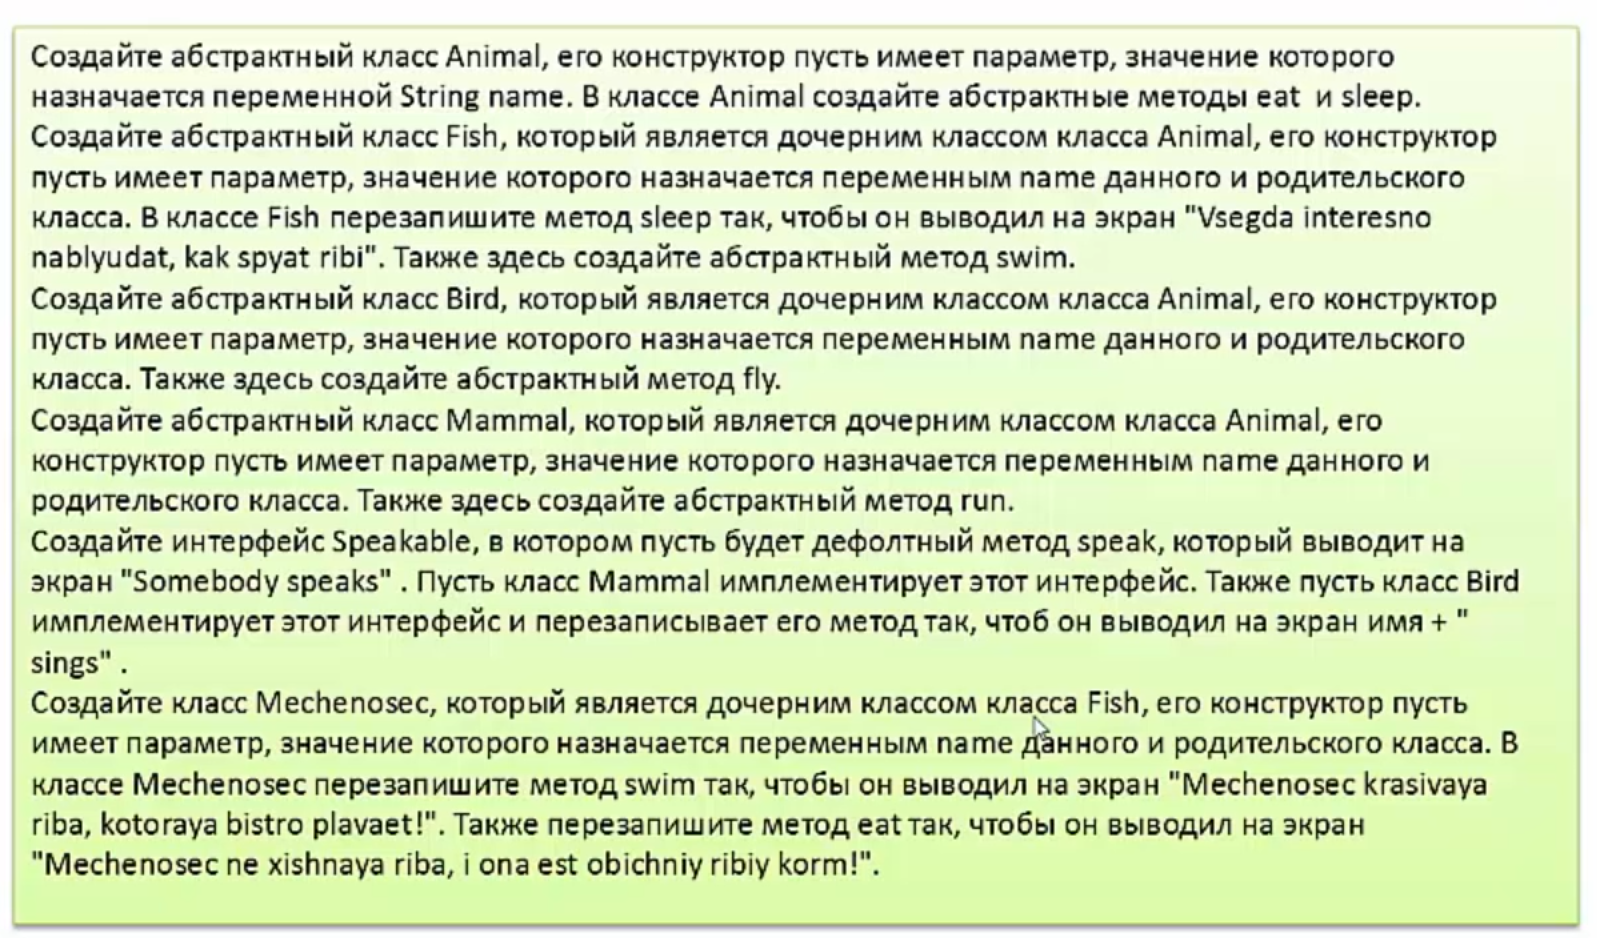 Создайте абстрактный класс Animal, его конструктор пусть имеет параметр, значение которого
назначается переменной String name. В классе Animal создайте абстрактные методы eat  и sleep.
Создайте абстрактный класс Fish, который является дочерним классом класса Animal, его конструктор
пусть имеет параметр, значение которого назначается переменным name данного и родительского
класса. В классе Fish перезапишите метод sleep так, чтобы он выводил на экран "Vsegda interesno
nablyudat, kak spyat ribi". Также здесь создайте абстрактный метод swim.
Создайте абстрактный класс Bird, который является дочерним классом класса Animal, его конструктор
пусть имеет параметр, значение которого назначается переменным name данного и родительского
класса. Также здесь создайте абстрактный метод fly.
Создайте абстрактный класс Mammal, который является дочерним классом класса Animal, его
конструктор пусть имеет параметр, значение которого назначается переменным name данного и
родительского класса. Также здесь создайте абстрактный метод run.
Создайте интерфейс Speakable, в котором пусть будет дефолтный метод speak, который выводит на
экран "Somebody speaks" . Пусть класс Mammal имплементирует этот интерфейс. Также пусть класс Bird
имплементирует этот интерфейс и перезаписывает его метод так, чтоб он выводил на экран имя + "
sings" .
Создайте класс Mechenosec, который является дочерним классом класса Fish, его конструктор пусть
имеет параметр, значение которого назначается переменным name данного и родительского класса. В
классе Mechenosec перезапишите метод swim так, чтобы он выводил на экран "Mechenosec krasivaya
riba, kotoraya bistro plavaet!". Также перезапишите метод eat так, чтобы он выводил на экран
"Mechenosec ne xishnaya riba, i ona est obichniy ribiy korm!".